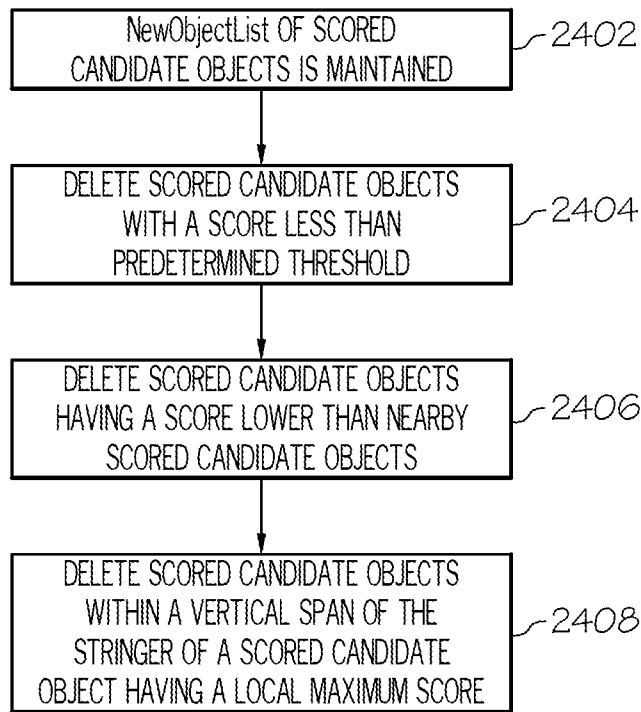 NewObjectList OF SCORED
CANDIDATE OBJECTS IS MAINTAINED
2402
DELETE SCORED CANDIDATE OBJECTS
WITH A SCORE LESS THAN
PREDETERMINED THRESHOLD
2404
DELETE SCORED CANDIDATE OBJECTS
HAVING A SCORE LOWER THAN NEARBY
SCORED CANDIDATE OBJECTS
2406
DELETE SCORED CANDIDATE OBJECTS
WITHIN A VERTICAL SPAN OF THE
STRINGER OF A SCORED CANDIDATE
OBJECT HAVING A LOCAL MAXIMUM SCORE
2408